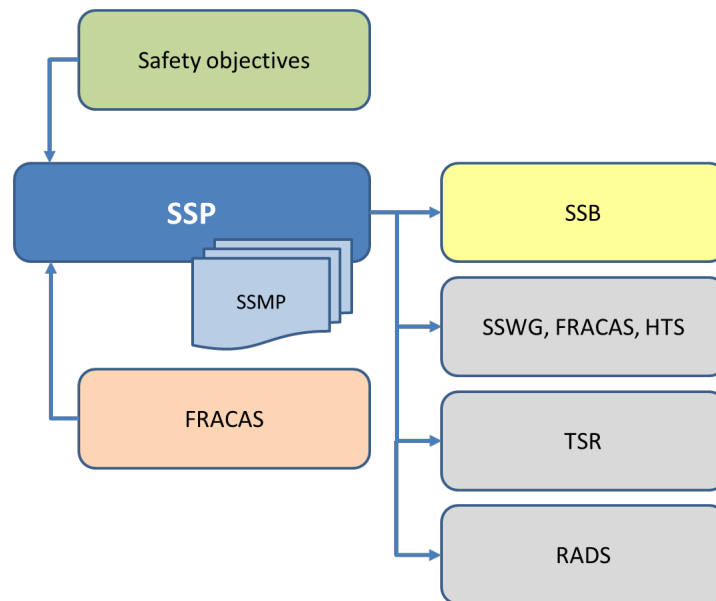 Safety objectives
SSP
SSB
SSMP
SSWG, FRACAS, HTS
FRACAS
TSR
RADS